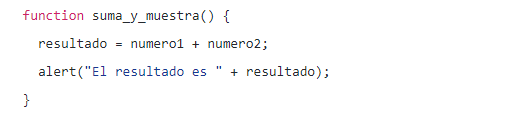 function suma_y_muestra() {
resultado = numero1 + numero2;
alert("El resultado es " + resultado);
}